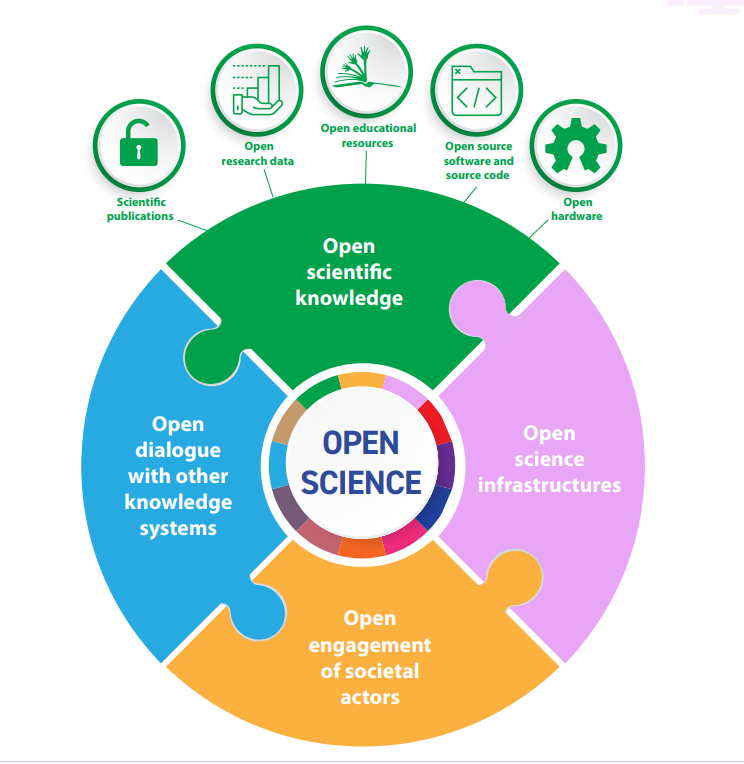 Open educational
resources
Open
research data
Open source
software and
source code
Scientific
publications
Open
hardware
Open
scientific
knowledge
Open
dialogue
with other
knowledge
systems
OPEN
SCIENCE
Open
science
infrastructures
Open
engagement
of societal
actors